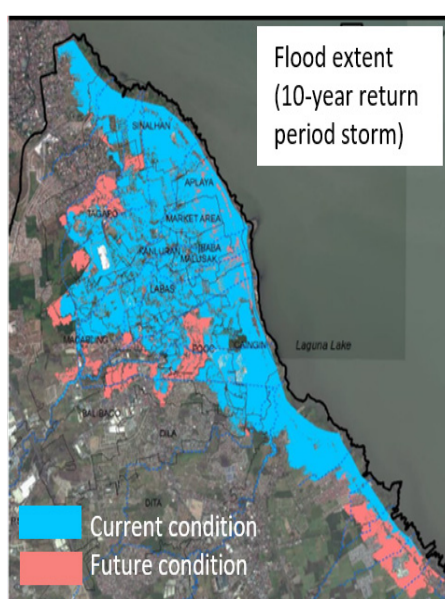 Flood extent
(10-year return
period storm)
SINALHAN
APLAYA
TAGAPO
MARKET AREA
KANLURAN
IBABA
MALUSAK
LABAS
MACABLING
POOC
CAINGIN
Laguna Lake
BALIBAGO
DILA
DITA
Current condition
Future condition